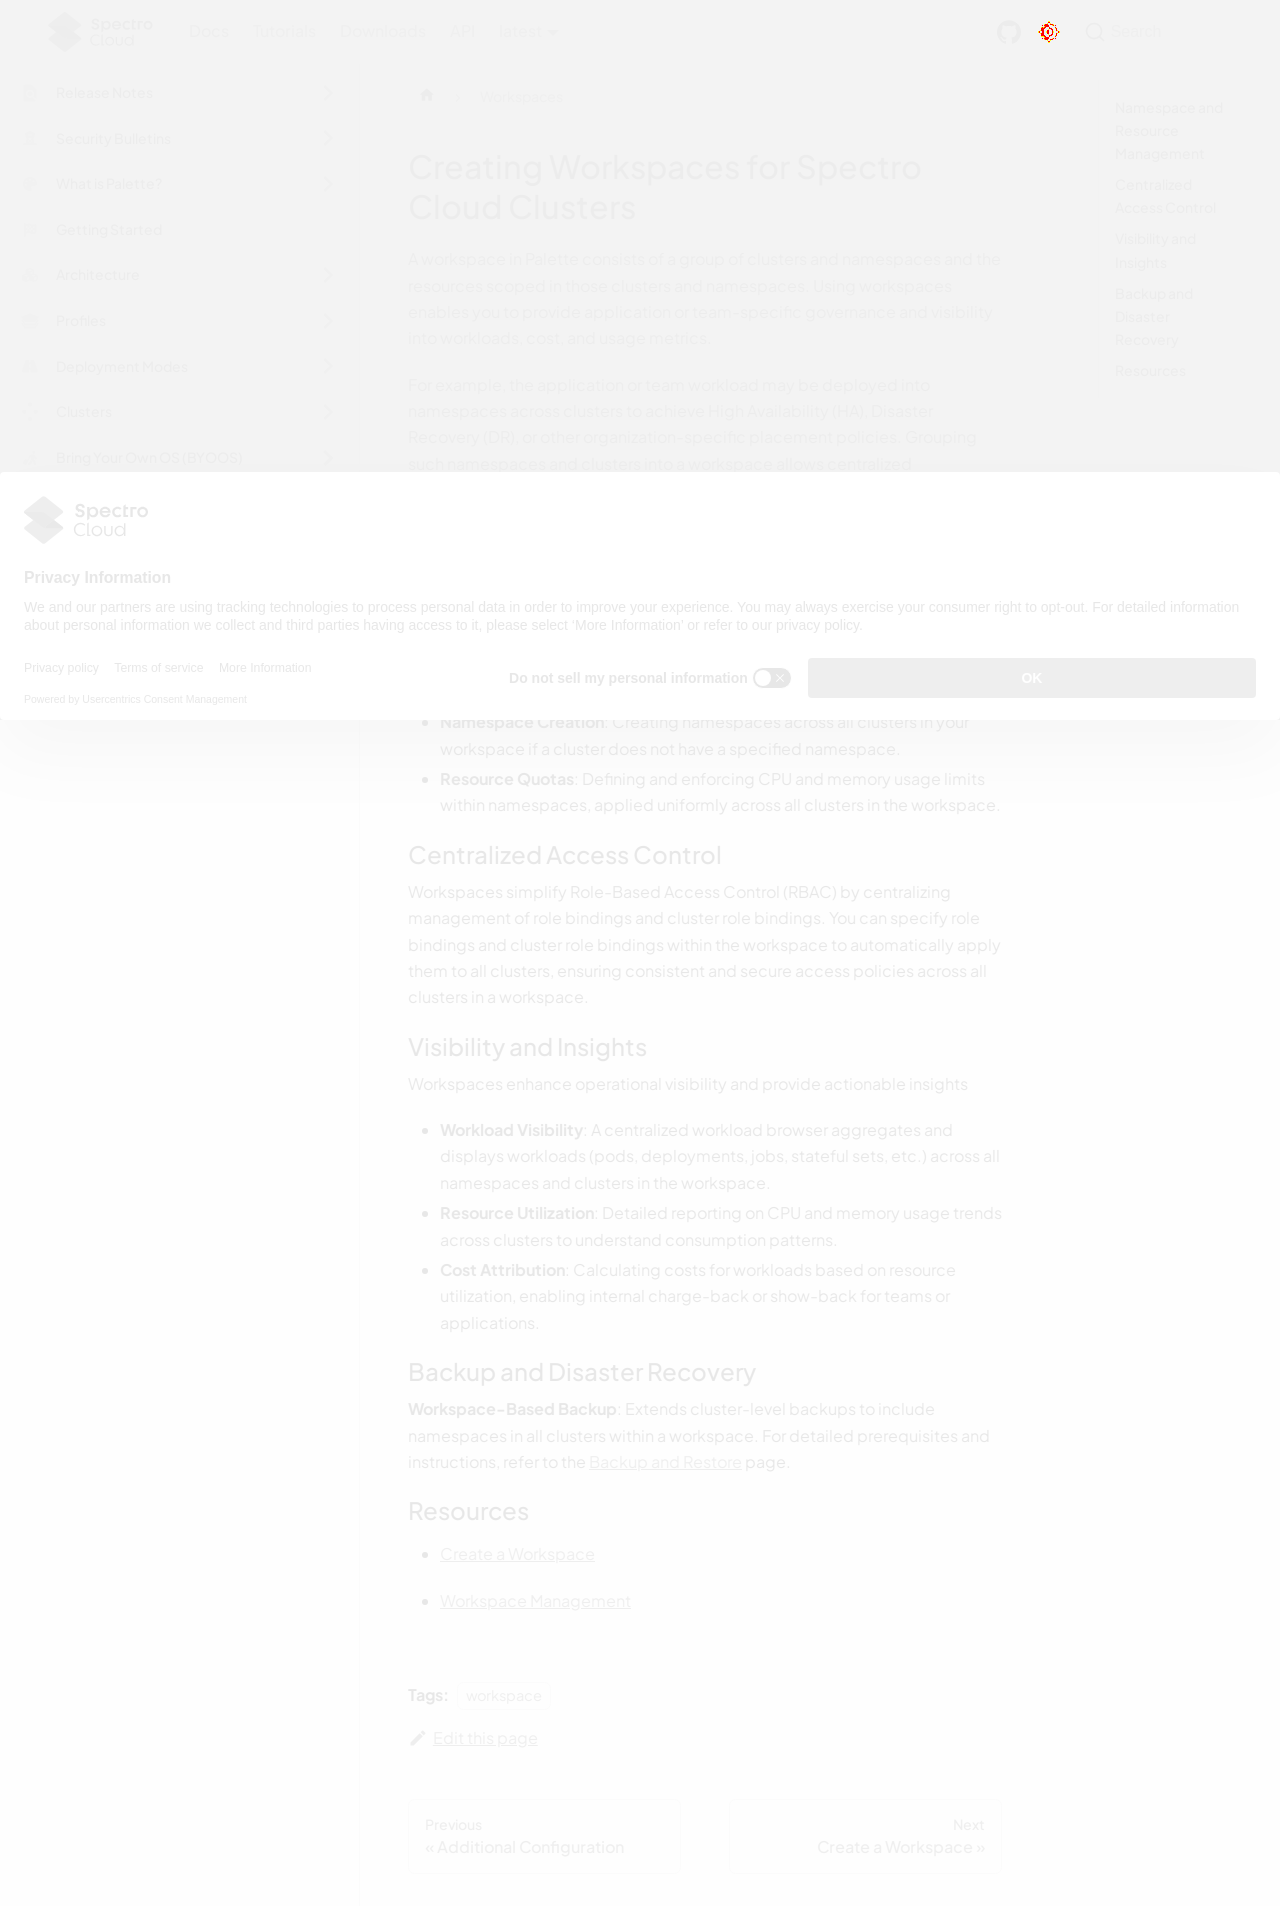 Spectro Cloud
Docs Tutorials Downloads API latest
Search
Release Notes
Security Bulletins
What is Palette?
Getting Started
Architecture
Profiles
Deployment Modes
Clusters
Bring Your Own OS (BYOOS)
Workspaces
Creating Workspaces for Spectro
Cloud Clusters
A workspace in Palette consists of a group of clusters and namespaces and the
resources scoped in those clusters and namespaces. Using workspaces
enables you to provide application or team-specific governance and visibility
into workloads, cost, and usage metrics.
For example, the application or team workload may be deployed into
namespaces across clusters to achieve High Availability (HA), Disaster
Recovery (DR), or other organization-specific placement policies. Grouping
such namespaces and clusters into a workspace allows centralized
Namespace and
Resource
Management
Centralized
Access Control
Visibility and
Insights
Backup and
Disaster
Recovery
Resources
Spectro
Cloud
Privacy Information
We and our partners are using tracking technologies to process personal data in order to improve your experience. You may always exercise your consumer right to opt-out. For detailed information
about personal information we collect and third parties having access to it, please select 'More Information' or refer to our privacy policy.
Privacy policy Terms of service More Information
Do not sell my personal information
OK
Powered by Usercentrics Consent Management
Namespace Creation: Creating namespaces across all clusters in your
workspace if a cluster does not have a specified namespace.
Resource Quotas: Defining and enforcing CPU and memory usage limits
within namespaces, applied uniformly across all clusters in the workspace.
Centralized Access Control
Workspaces simplify Role-Based Access Control (RBAC) by centralizing
management of role bindings and cluster role bindings. You can specify role
bindings and cluster role bindings within the workspace to automatically apply
them to all clusters, ensuring consistent and secure access policies across all
clusters in a workspace.
Visibility and Insights
Workspaces enhance operational visibility and provide actionable insights
Workload Visibility: A centralized workload browser aggregates and
displays workloads (pods, deployments, jobs, stateful sets, etc.) across all
namespaces and clusters in the workspace.
Resource Utilization: Detailed reporting on CPU and memory usage trends
across clusters to understand consumption patterns.
Cost Attribution: Calculating costs for workloads based on resource
utilization, enabling internal charge-back or show-back for teams or
applications.
Backup and Disaster Recovery
Workspace-Based Backup: Extends cluster-level backups to include
namespaces in all clusters within a workspace. For detailed prerequisites and
instructions, refer to the Backup and Restore page.
Resources
Create a Workspace
Workspace Management
Tags: workspace
Edit this page
Previous
« Additional Configuration
Next
Create a Workspace »